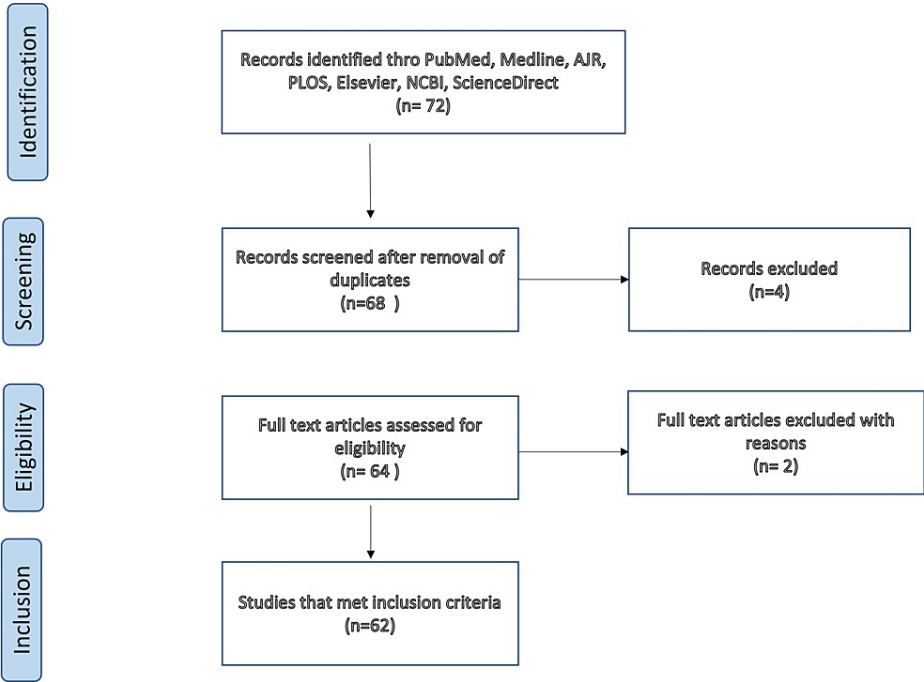 Identification
Records identified thro PubMed, Medline, AJR,
PLOS, Elsevier, NCBI, ScienceDirect
(n= 72)
Screening
Records screened after removal of
duplicates
(n=68  )
Records excluded
(n=4)
Eligibility
Full text articles assessed for
eligibility
(n= 64 )
Full text articles excluded with
reasons
(n= 2)
Inclusion
Studies that met inclusion criteria
(n=62)